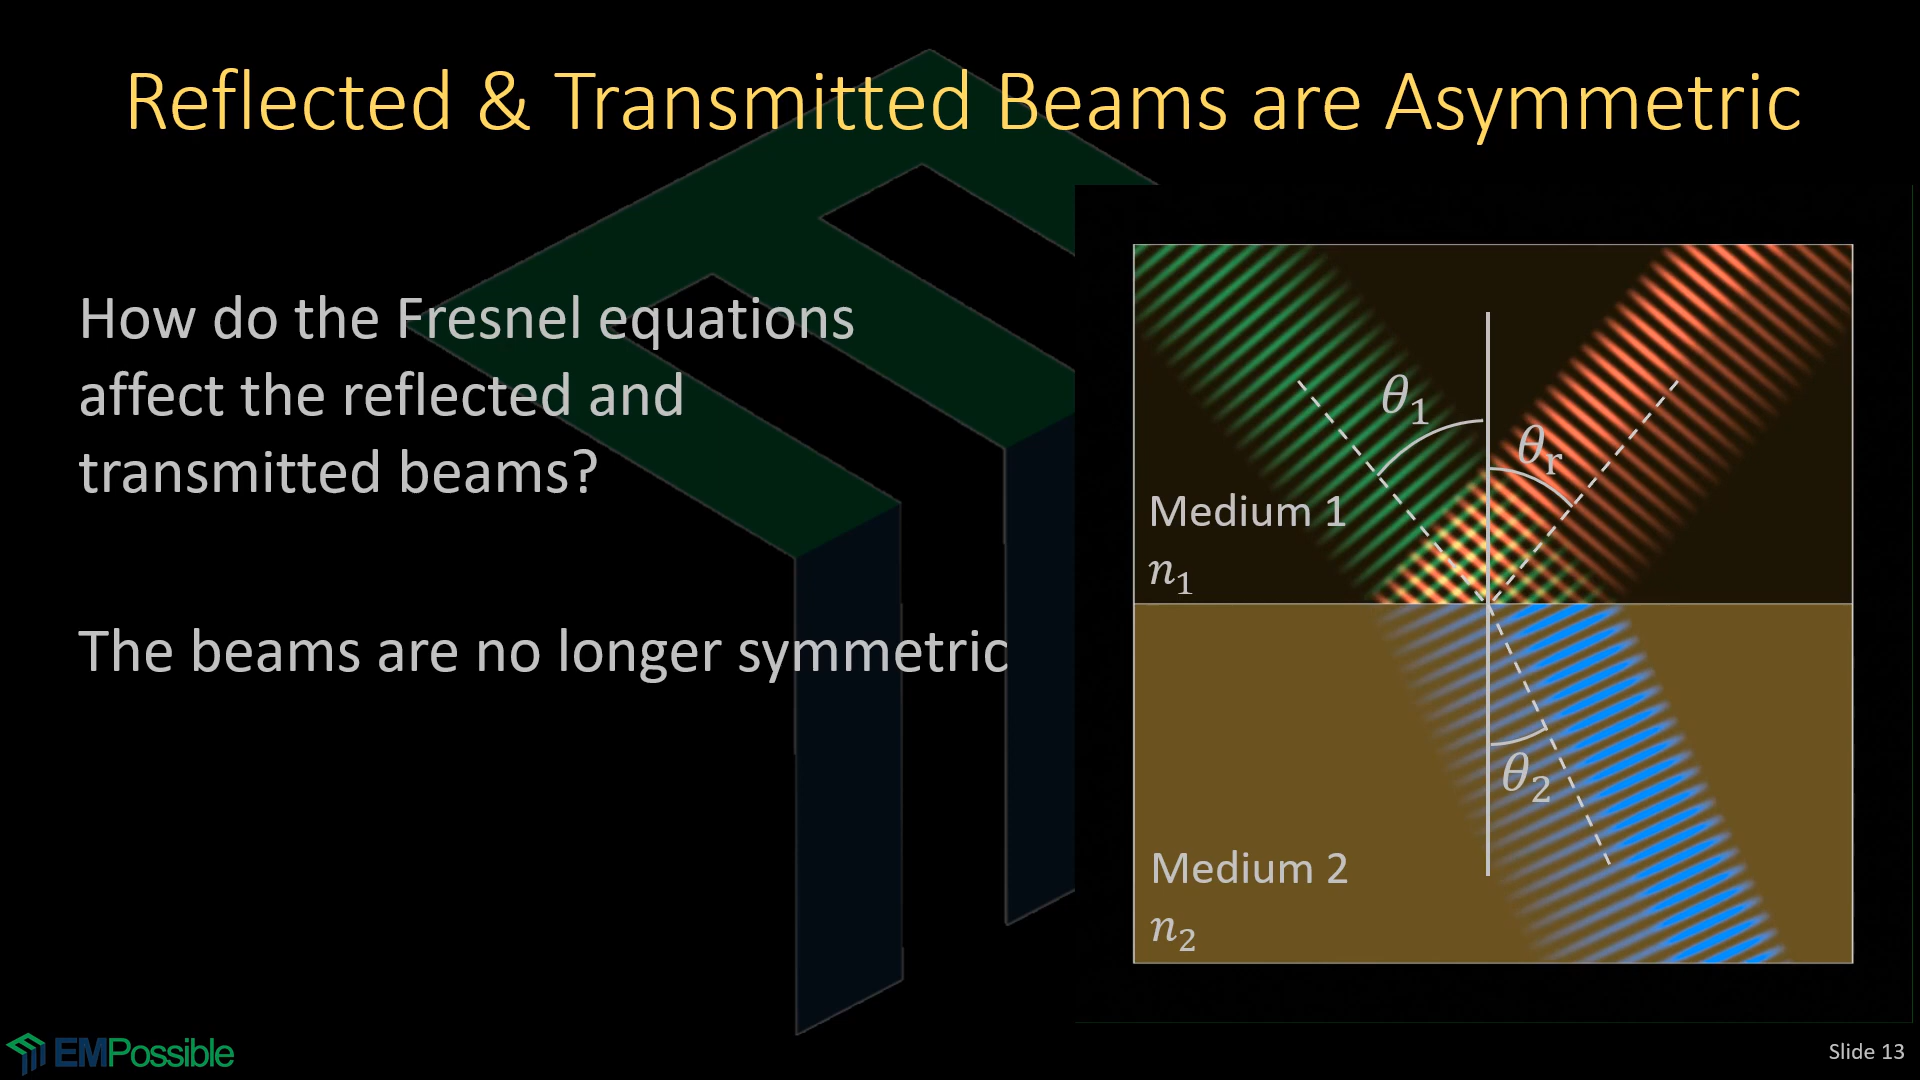 Reflected & Transmitted Beams are Asymmetric
How do the Fresnel equations
affect the reflected and
transmitted beams?
The beams are no longer symmetric
θ₁
θᵣ
Medium 1
n₁
θ₂
Medium 2
n₂
EMPossible
Slide 13